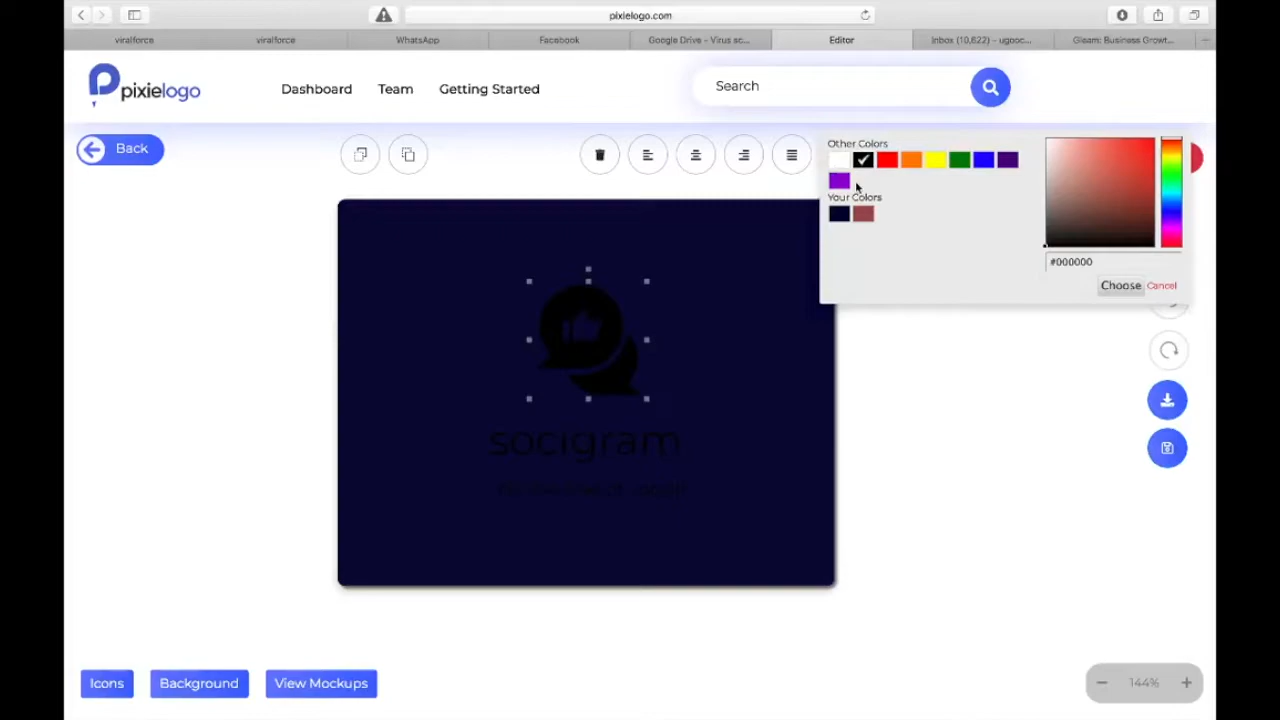 pixielogo.com
viralforce
viralforce
WhatsApp
Facebook
Google Drive - Virus sc...
Editor
Inbox (10,622) – ugooc...
Gleam: Business Growt...
pixielogo
Dashboard
Team
Getting Started
Search
Back
Other Colors
Your Colors
#000000
Choose
Cancel
socigram
Icons
Background
View Mockups
144%